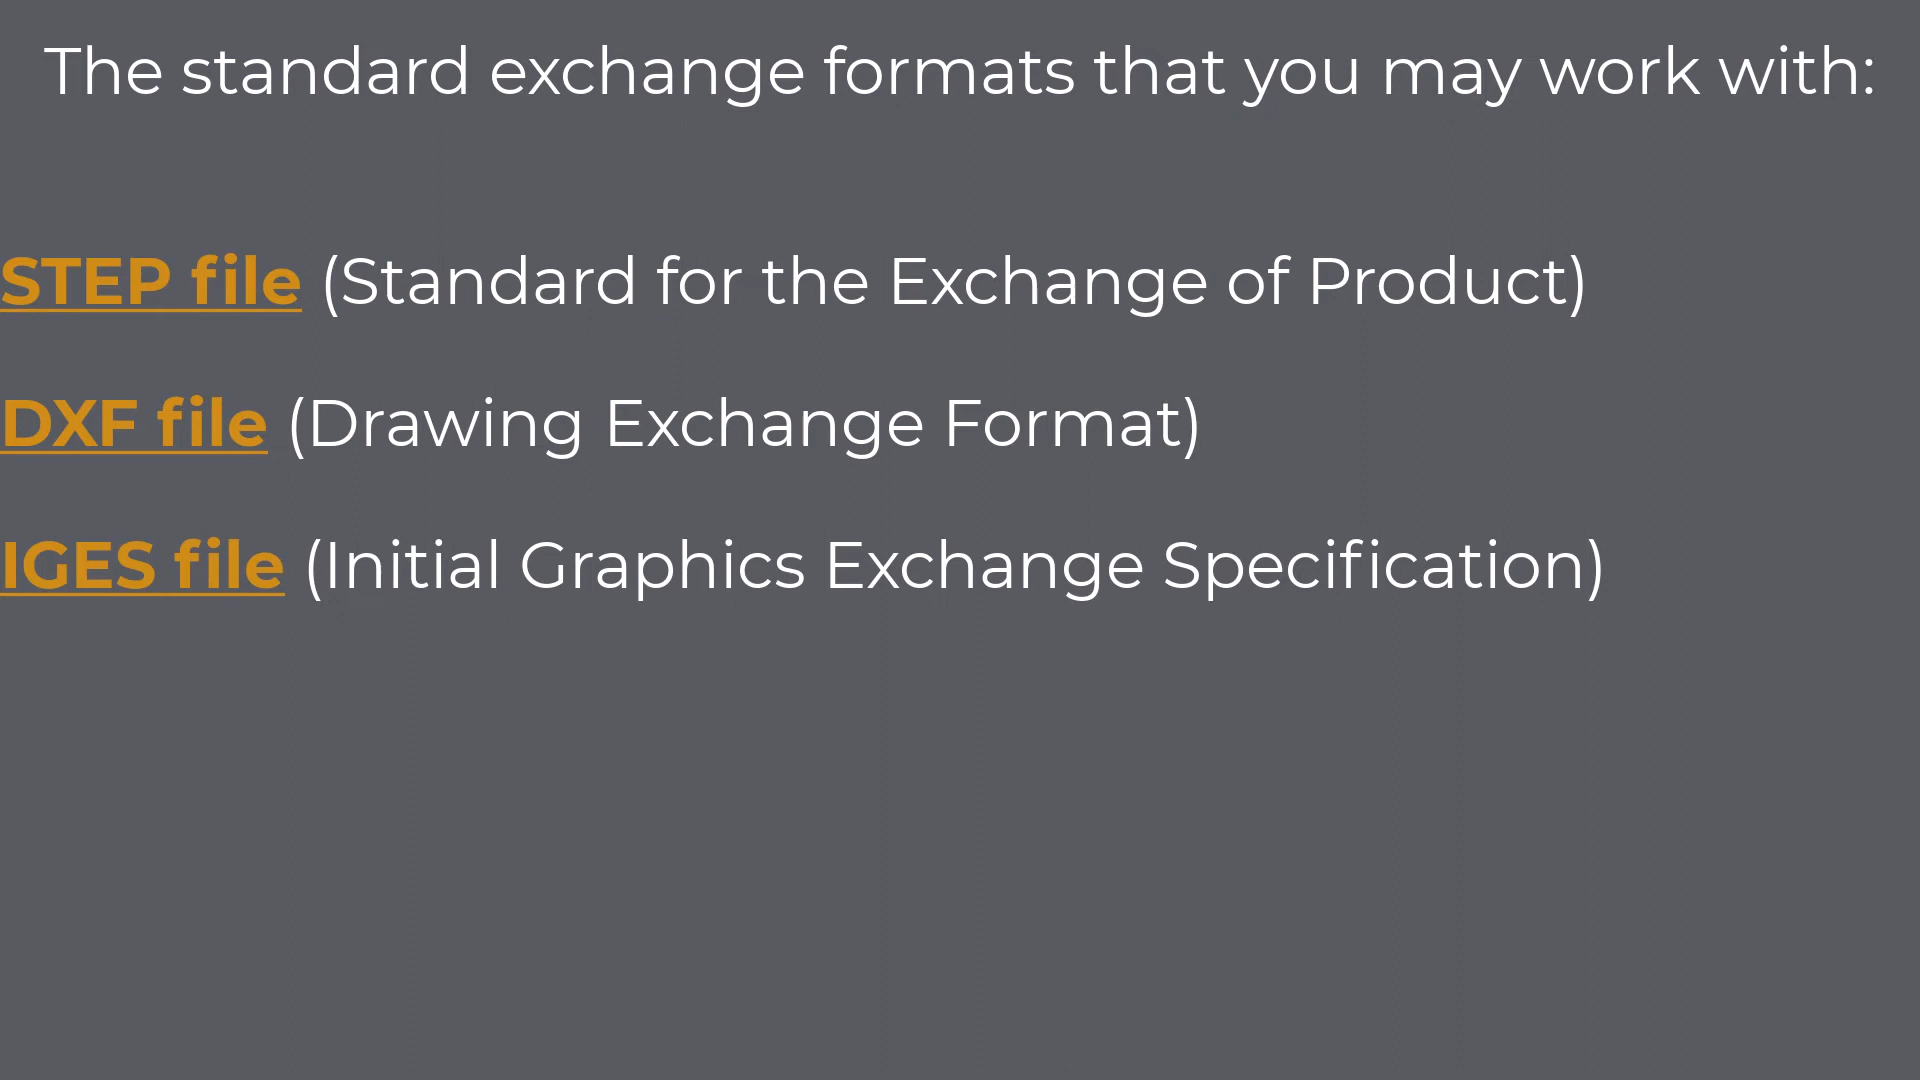 The standard exchange formats that you may work with:
STEP file (Standard for the Exchange of Product)
DXF file (Drawing Exchange Format)
IGES file (Initial Graphics Exchange Specification)